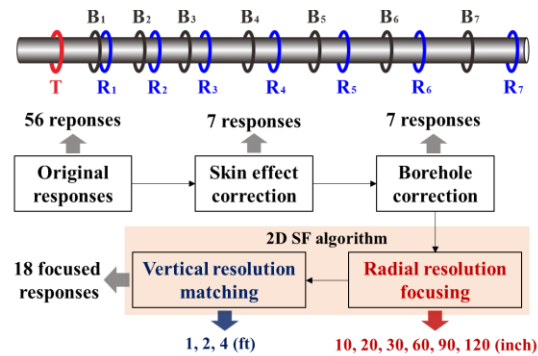 B1 B2 B3 B4 B5 B6 B7
T R1 R2 R3 R4 R5 R6 R7
56 reponses
7 responses
7 responses
Original
responses
Skin effect
correction
Borehole
correction
2D SF algorithm
18 focused
responses
Vertical resolution
matching
Radial resolution
focusing
1, 2, 4 (ft)
10, 20, 30, 60, 90, 120 (inch)